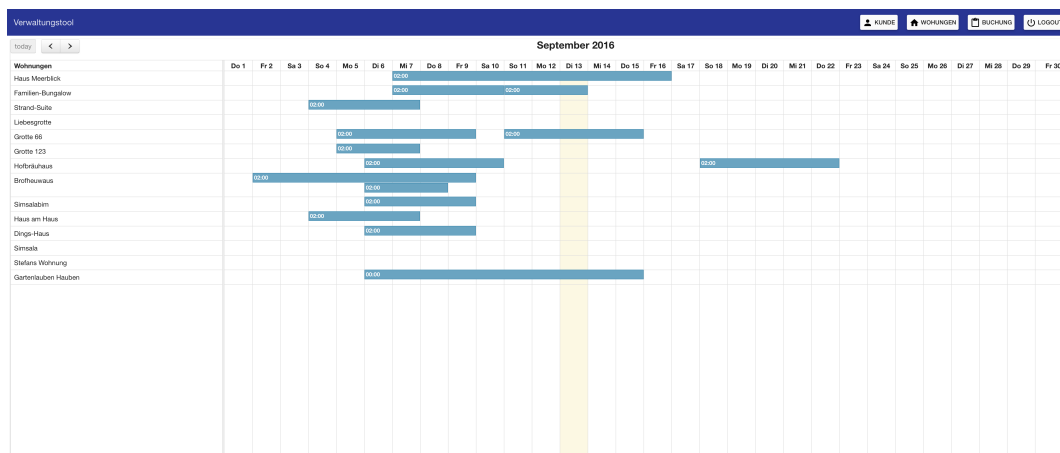 Verwaltungstool KUNDE WOHUNGEN BUCHUNG LOGOUT
today September 2016
Wohnungen Do 1 Fr 2 Sa 3 So 4 Mo 5 Di 6 Mi 7 Do 8 Fr 9 Sa 10 So 11 Mo 12 Di 13 Mi 14 Do 15 Fr 16 Sa 17 So 18 Mo 19 Di 20 Mi 21 Do 22 Fr 23 Sa 24 So 25 Mo 26 Di 27 Mi 28 Do 29 Fr 30
Haus Meerblick 02:00
Familien-Bungalow 02:00 02:00
Strand-Suite 02:00
Liebesgrotte
Grotte 66 02:00 02:00
Grotte 123 02:00
Hofbräuhaus 02:00 02:00
Brofheuwaus 02:00
02:00
Simsalabim 02:00
Haus am Haus 02:00
Dings-Haus 02:00
Simsala
Stefans Wohnung
Gartenlauben Hauben 00:00